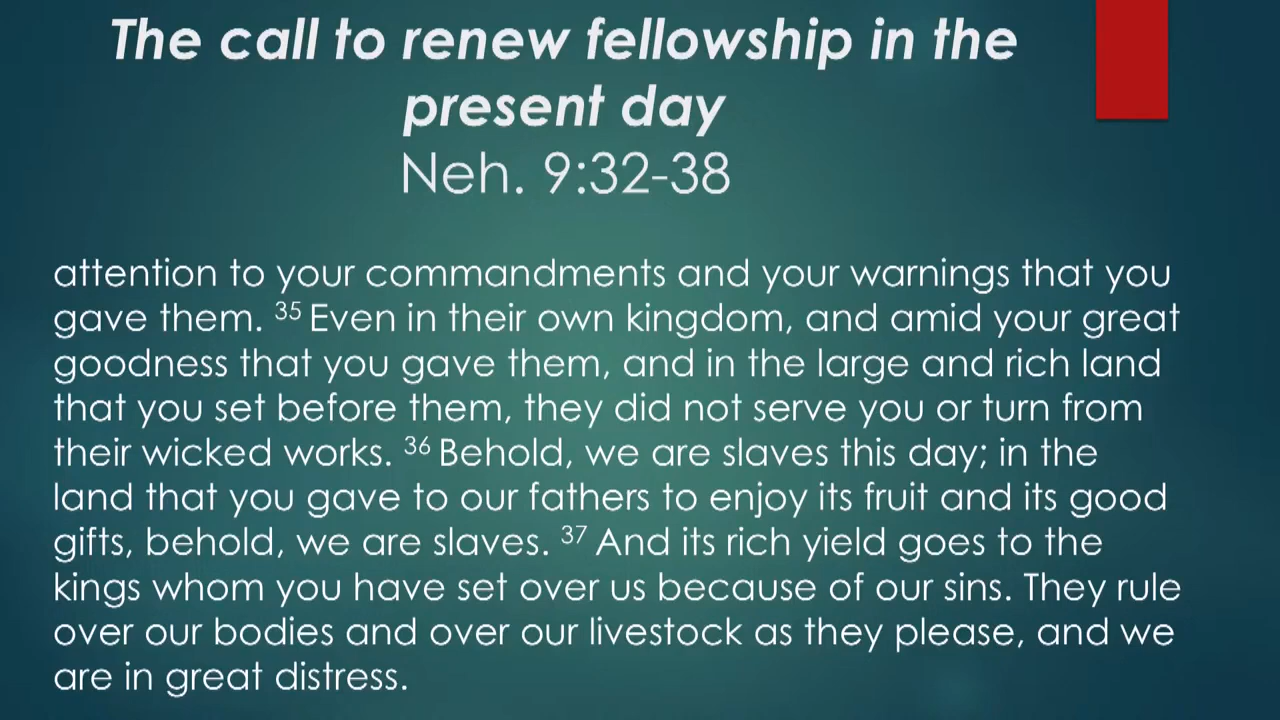 The call to renew fellowship in the
present day
Neh. 9:32-38
attention to your commandments and your warnings that you
gave them. 35 Even in their own kingdom, and amid your great
goodness that you gave them, and in the large and rich land
that you set before them, they did not serve you or turn from
their wicked works. 36 Behold, we are slaves this day; in the
land that you gave to our fathers to enjoy its fruit and its good
gifts, behold, we are slaves. 37 And its rich yield goes to the
kings whom you have set over us because of our sins. They rule
over our bodies and over our livestock as they please, and we
are in great distress.